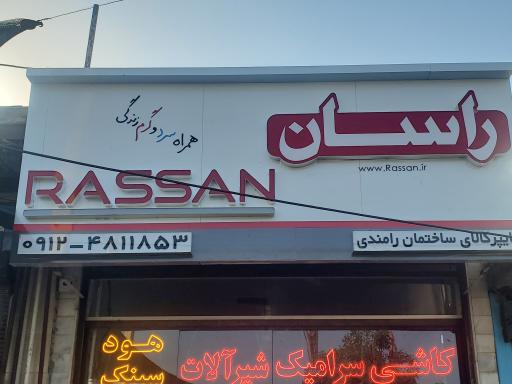 راسان
همراه سرد و گرم زندگی
www.Rassan.ir
RASSAN
هایپرکالای ساختمان رامندی
۰۹۱۲-۴۸۱۱۸۵۳
کاشی سرامیک شیرآلات
هود
سینک